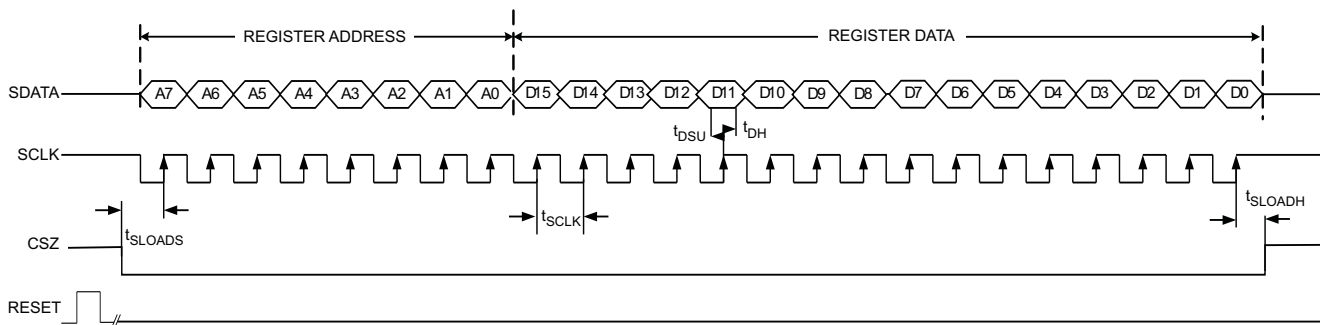 REGISTER ADDRESS REGISTER DATA
SDATA A7 A6 A5 A4 A3 A2 A1 A0 D15 D14 D13 D12 D11 D10 D9 D8 D7 D6 D5 D4 D3 D2 D1 D0
tDSU tDH
SCLK
tSLOADS tSCLK tSLOADH
CSZ
RESET